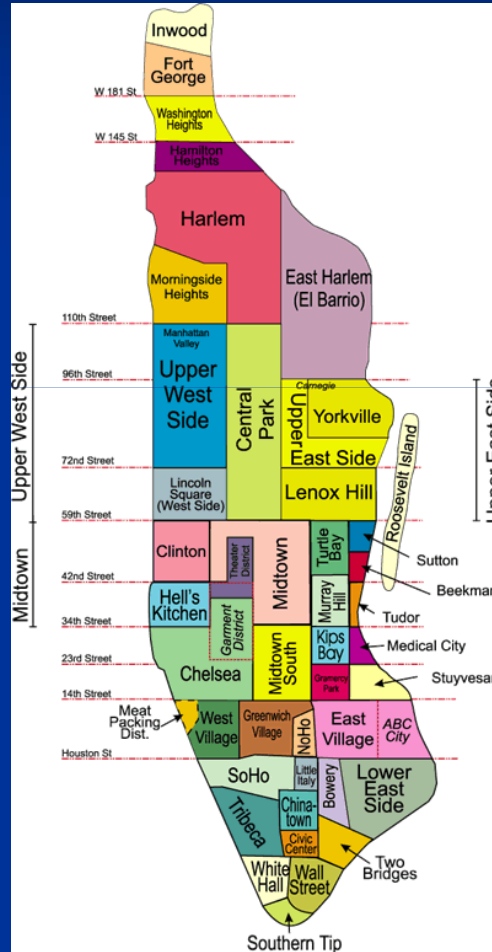 Inwood
Fort
George
W 181 St
Washington
Heights
W 145 St
Hamilton
Heights
Harlem
East Harlem
(El Barrio)
Morningside
Heights
110th Street
Manhattan
Valley
Upper
West
Side
Central
Park
96th Street
Carnegie
Yorkville
Upper
East Side
Upper West Side
Upper East Side
Roosevelt Island
72nd Street
Lincoln
Square
(West Side)
Lenox Hill
59th Street
Clinton
Theater
District
Midtown
Turtle
Bay
Sutton
Beekman
Midtown
42nd Street
Hell's
Kitchen
Garment
District
Murray
Hill
Tudor
34th Street
Kips
Bay
Medical City
Midtown
South
23rd Street
Chelsea
Gramercy
Park
Stuyvesan
14th Street
Meat
Packing
Dist.
West
Village
Greenwich
Village
NoHo
East
Village
ABC
City
Houston St
SoHo
Little
Italy
Bowery
Lower
East
Side
Tribeca
China-
town
Civic
Center
Two
Bridges
White
Hall
Wall
Street
Southern Tip